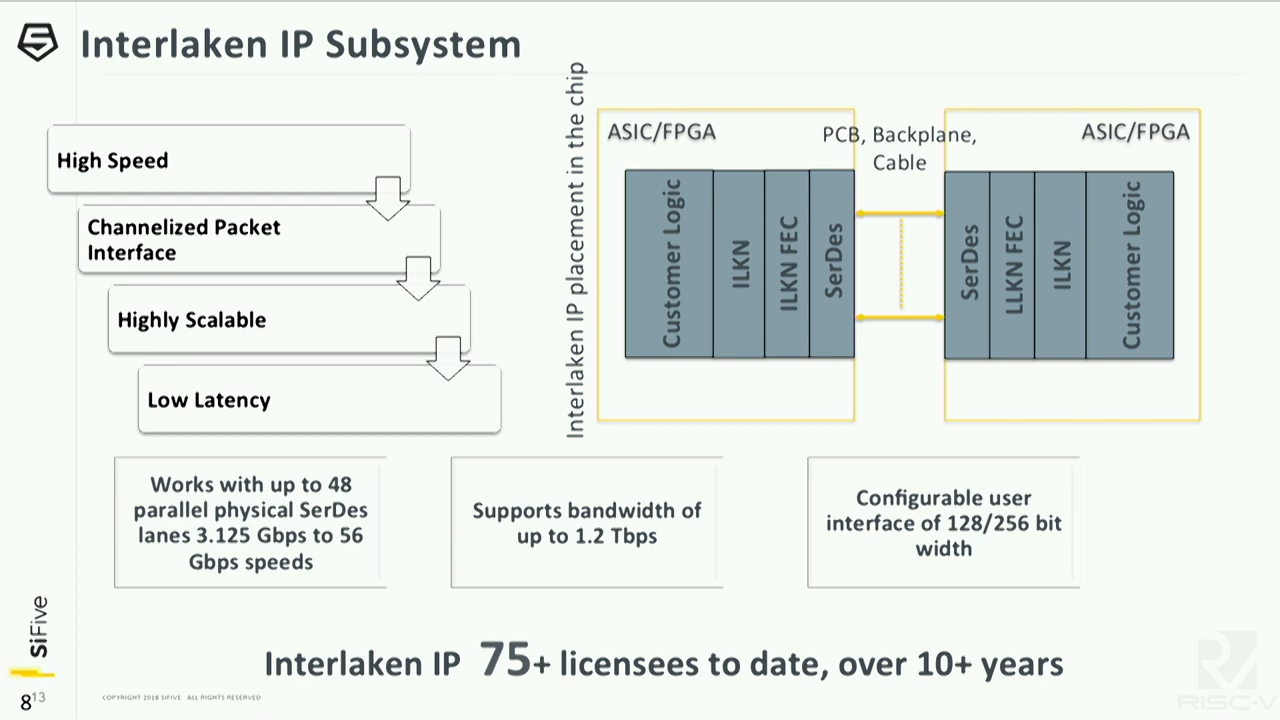 Interlaken IP Subsystem
High Speed
Channelized Packet
Interface
Highly Scalable
Low Latency
Interlaken IP placement in the chip
ASIC/FPGA
Customer Logic
ILKN
ILKN FEC
SerDes
PCB, Backplane,
Cable
ASIC/FPGA
SerDes
LLKN FEC
ILKN
Customer Logic
Works with up to 48
parallel physical SerDes
lanes 3.125 Gbps to 56
Gbps speeds
Supports bandwidth of
up to 1.2 Tbps
Configurable user
interface of 128/256 bit
width
Interlaken IP 75+ licensees to date, over 10+ years
SiFive
813
COPYRIGHT 2018 SIFIVE. ALL RIGHTS RESERVED
RISC-V